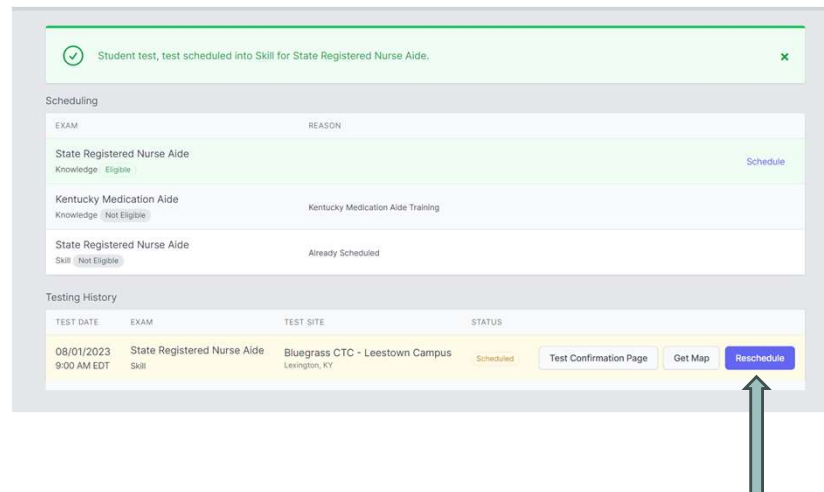 Student test, test scheduled into Skill for State Registered Nurse Aide.
×
Scheduling
EXAM REASON
State Registered Nurse Aide
Knowledge Eligible
Schedule
Kentucky Medication Aide
Knowledge Not Eligible
Kentucky Medication Aide Training
State Registered Nurse Aide
Skill Not Eligible
Already Scheduled
Testing History
TEST DATE EXAM TEST SITE STATUS
08/01/2023 State Registered Nurse Aide Bluegrass CTC - Leestown Campus
9:00 AM EDT Skill Lexington, KY
Scheduled Test Confirmation Page Get Map Reschedule